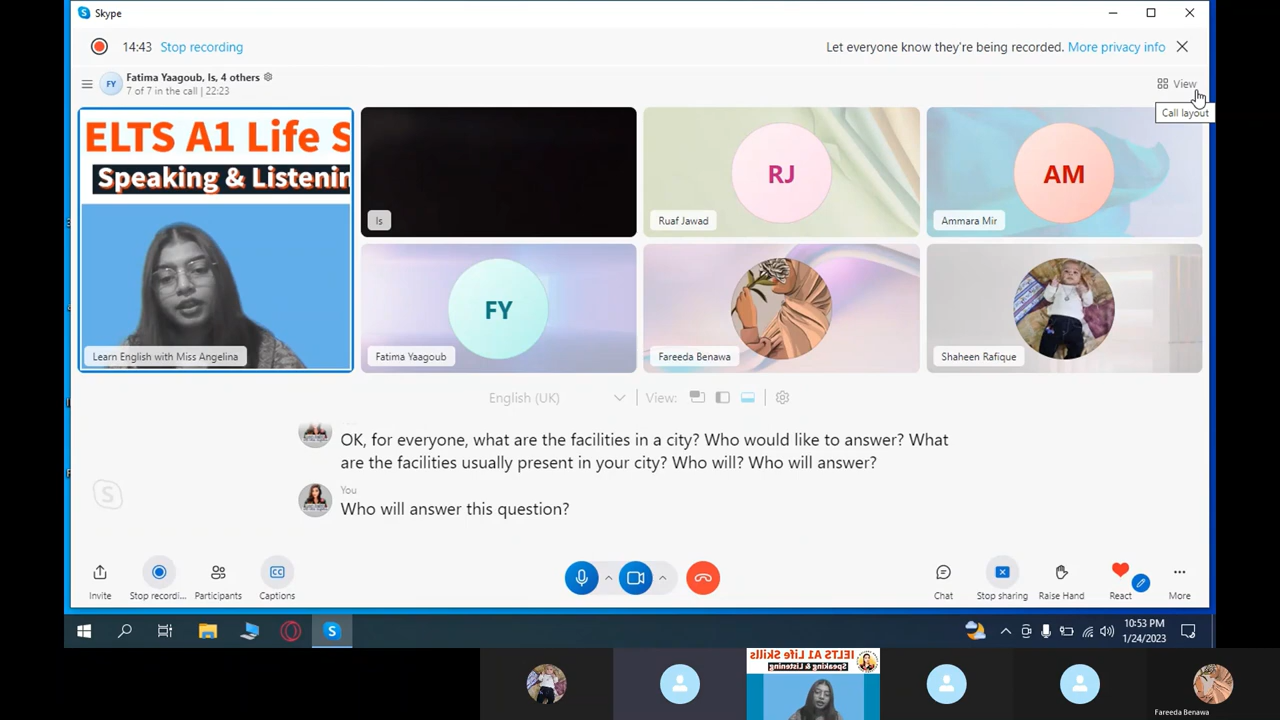 Skype
14:43 Stop recording
Let everyone know they're being recorded. More privacy info
FY
Fatima Yaagoub, Is, 4 others
7 of 7 in the call | 22:23
View
Call layout
ELTS A1 Life S
Speaking & Listenin
Learn English with Miss Angelina
Is
RJ
Ruaf Jawad
AM
Ammara Mir
FY
Fatima Yaagoub
Fareeda Benawa
Shaheen Rafique
English (UK)
View:
OK, for everyone, what are the facilities in a city? Who would like to answer? What
are the facilities usually present in your city? Who will? Who will answer?
You
Who will answer this question?
Invite
Stop recordi...
Participants
Captions
Chat
Stop sharing
Raise Hand
React
More
10:53 PM
1/24/2023
IELTS A1 Life Skills
Speaking & Listening
Fareeda Benawa